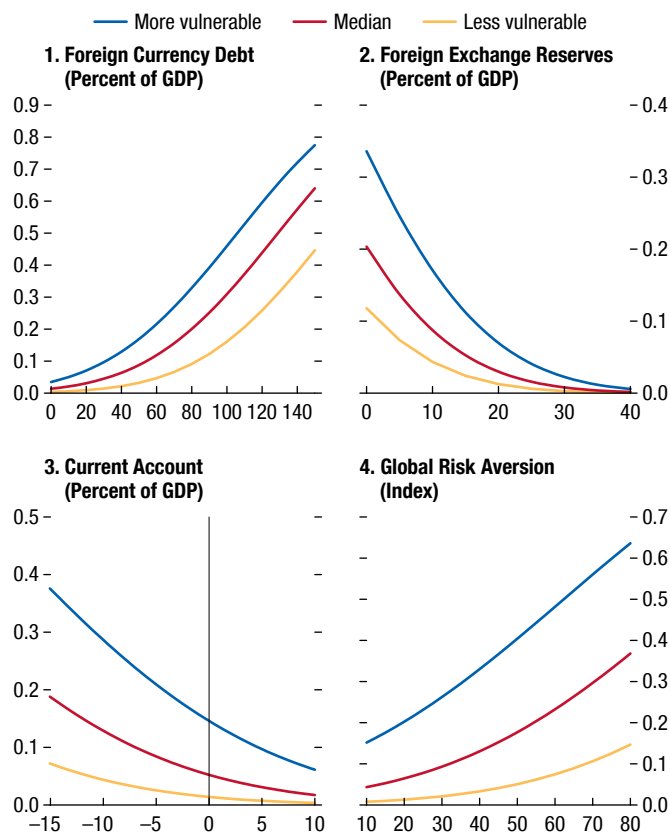 More vulnerable Median Less vulnerable
1. Foreign Currency Debt
(Percent of GDP)
0.9
0.8
0.7
0.6
0.5
0.4
0.3
0.2
0.1
0.0
0 20 40 60 80 100 120 140
2. Foreign Exchange Reserves
(Percent of GDP)
0.4
0.3
0.2
0.1
0.0
0 10 20 30 40
3. Current Account
(Percent of GDP)
0.5
0.4
0.3
0.2
0.1
0.0
–15 –10 –5 0 5 10
4. Global Risk Aversion
(Index)
0.7
0.6
0.5
0.4
0.3
0.2
0.1
0.0
10 20 30 40 50 60 70 80